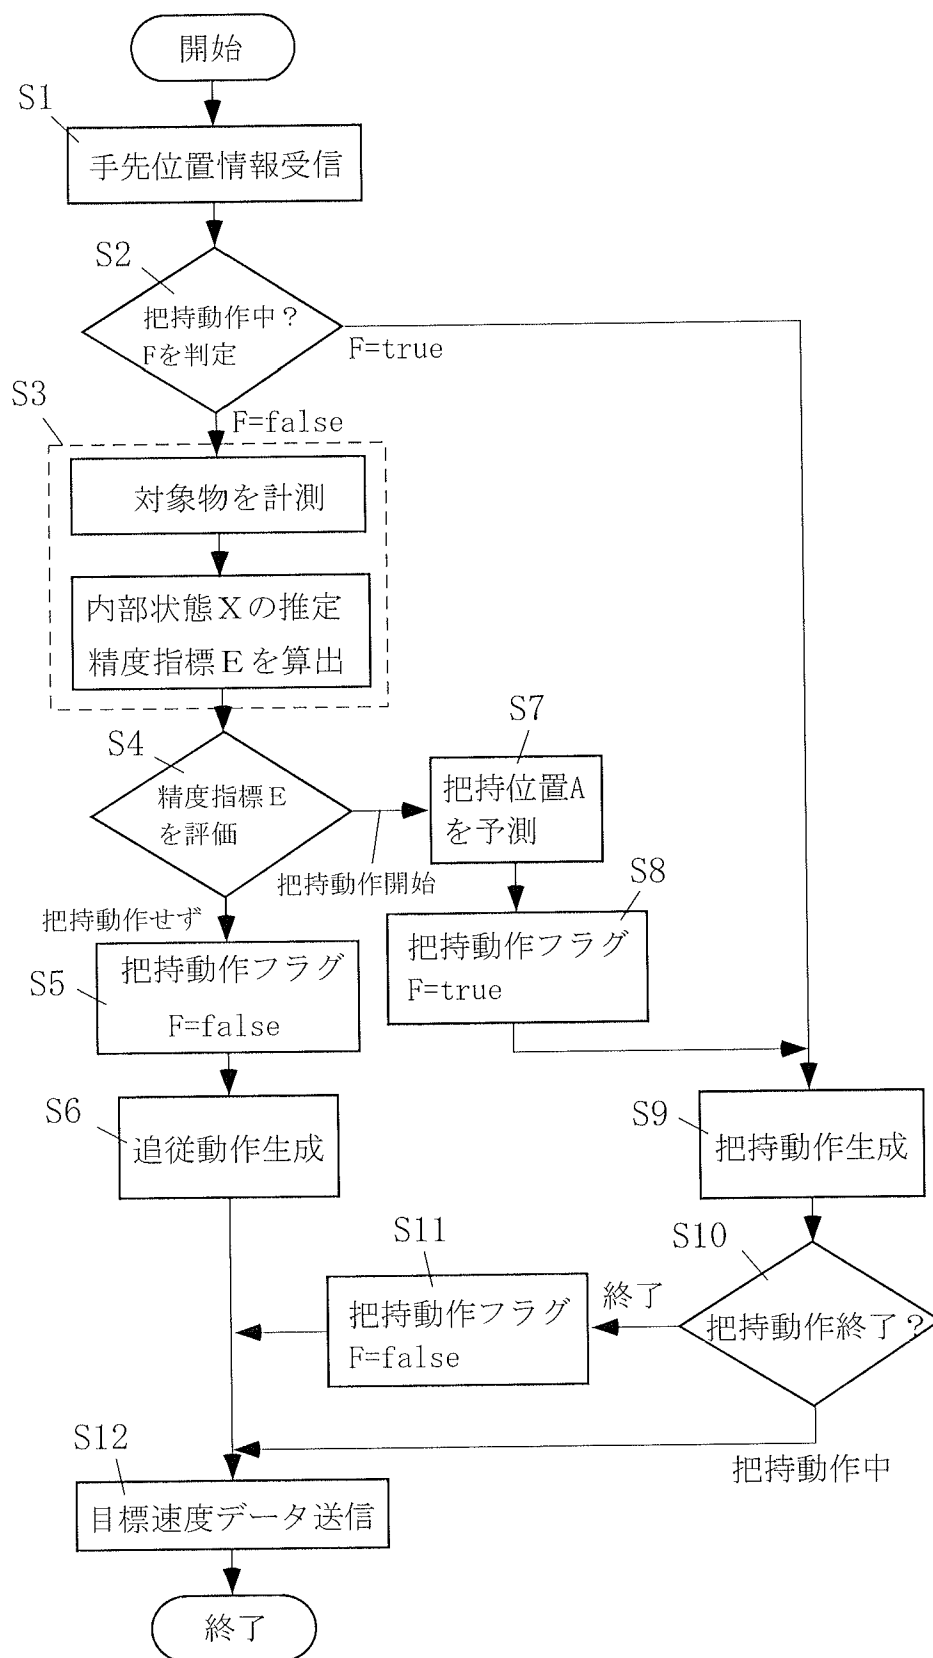 開始
S1
手先位置情報受信
S2
把持動作中？
Fを判定
F=true
F=false
S3
対象物を計測
内部状態Xの推定
精度指標Eを算出
S4
精度指標E
を評価
把持動作開始
把持動作せず
S7
把持位置A
を予測
S8
把持動作フラグ
F=true
S5
把持動作フラグ
F=false
S6
追従動作生成
S9
把持動作生成
S10
把持動作終了？
終了
S11
把持動作フラグ
F=false
把持動作中
S12
目標速度データ送信
終了